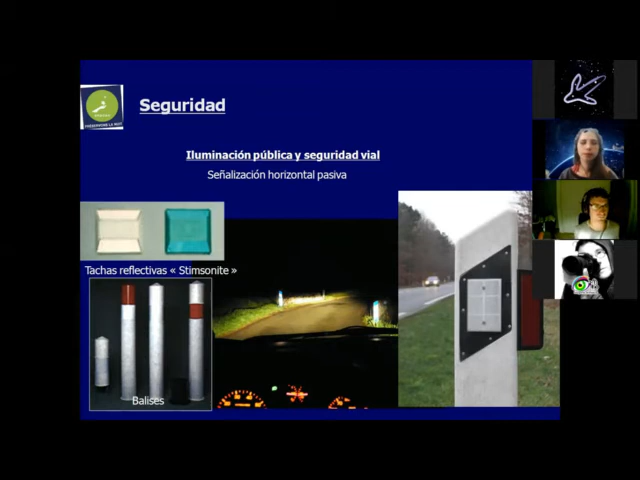 Seguridad
Iluminación pública y seguridad vial
Señalización horizontal pasiva
Tachas reflectivas « Stimsonite »
Balises